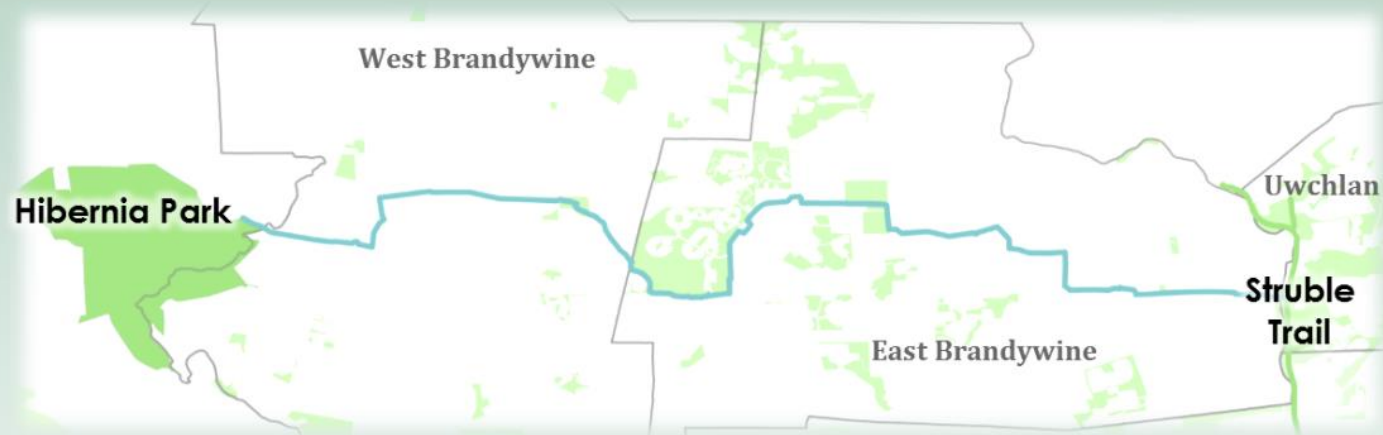 West Brandywine
Uwchlan
Hibernia Park
Struble
Trail
East Brandywine